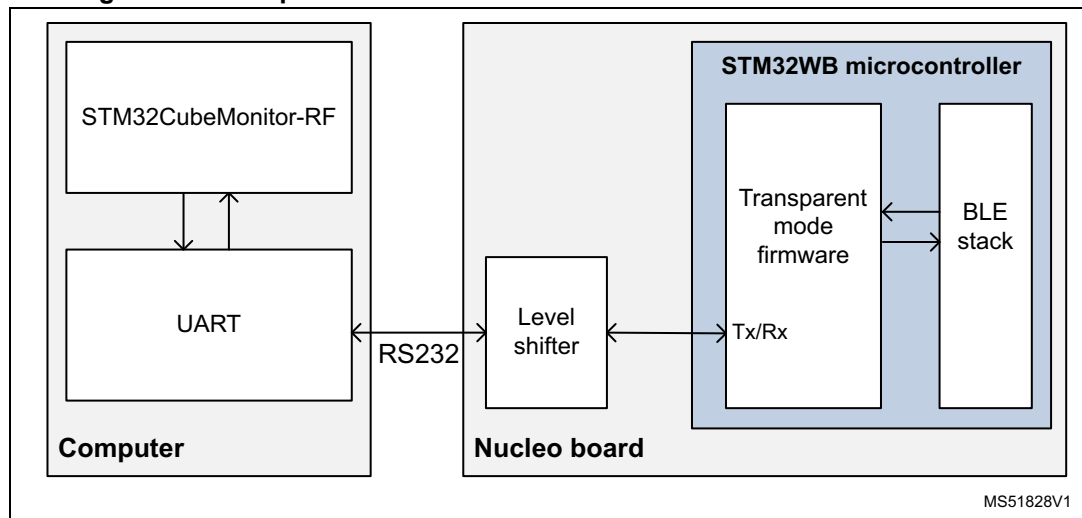 STM32WB microcontroller
STM32CubeMonitor-RF
Transparent
mode
firmware
BLE
stack
UART
Level
shifter
Tx/Rx
RS232
Computer
Nucleo board
MS51828V1